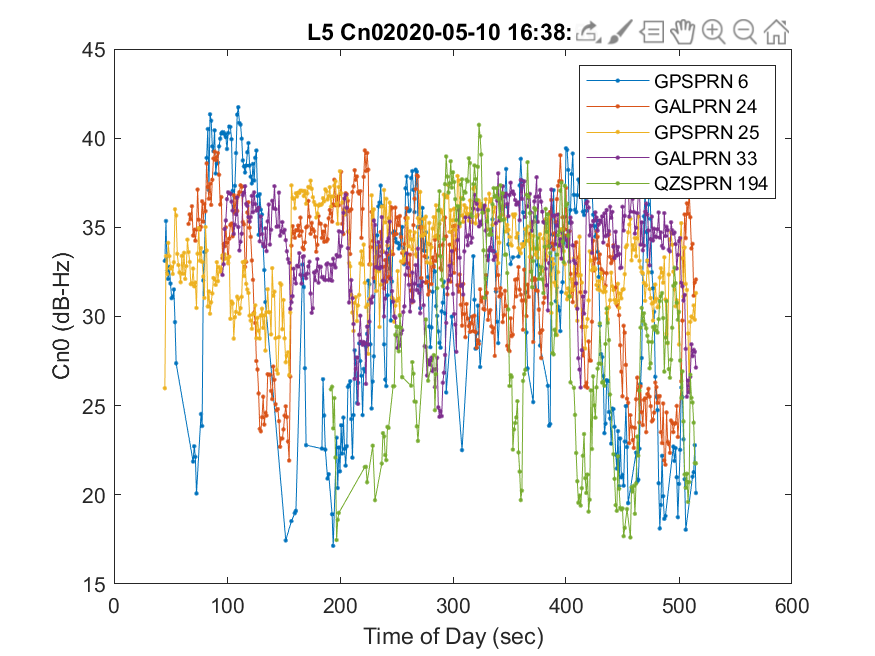 L5 Cn02020-05-10 16:38:
45
40
35
30
25
20
15
0 100 200 300 400 500 600
Cn0 (dB-Hz)
Time of Day (sec)
GPSPRN 6
GALPRN 24
GPSPRN 25
GALPRN 33
QZSPRN 194